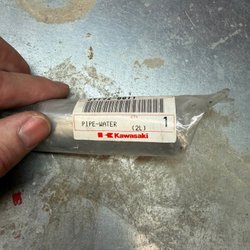 PIPE-WATER 1
(2L)
Kawasaki